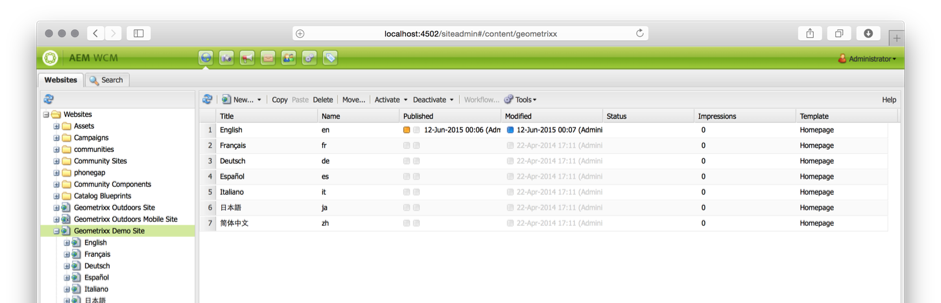 localhost:4502/siteadmin#/content/geometrixx
AEM WCM
Administrator
Websites
Search
New...
Copy
Paste
Delete
Move...
Activate
Deactivate
Workflow...
Tools
Help
Websites
Assets
Campaigns
communities
Community Sites
phonegap
Community Components
Catalog Blueprints
Geometrixx Outdoors Site
Geometrixx Outdoors Mobile Site
Geometrixx Demo Site
English
Français
Deutsch
Español
Italiano
日本語
Title Name Published Modified Status Impressions Template
1 English en 12-Jun-2015 00:06 (Adm 12-Jun-2015 00:07 (Admini 0 Homepage
2 Français fr 22-Apr-2014 17:11 (Admini 0 Homepage
3 Deutsch de 22-Apr-2014 17:11 (Admini 0 Homepage
4 Español es 22-Apr-2014 17:11 (Admini 0 Homepage
5 Italiano it 22-Apr-2014 17:11 (Admini 0 Homepage
6 日本語 ja 22-Apr-2014 17:11 (Admini 0 Homepage
7 简体中文 zh 22-Apr-2014 17:11 (Admini 0 Homepage